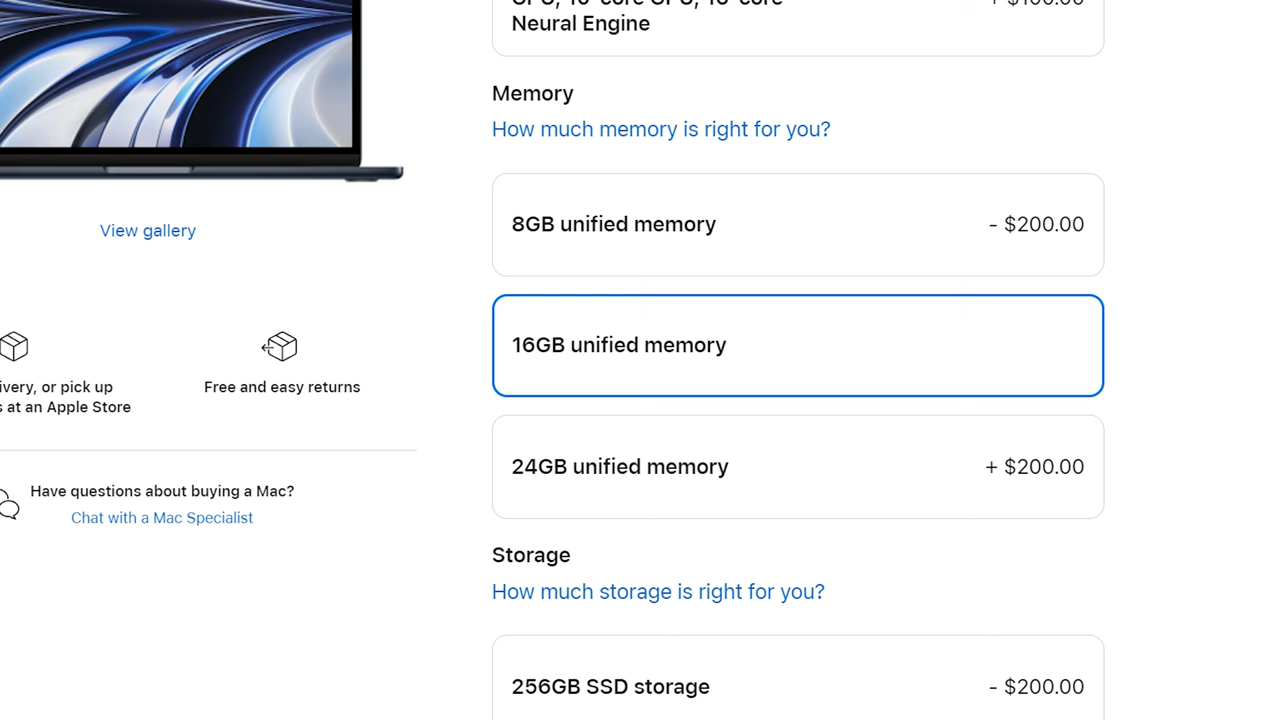 Neural Engine
Memory
How much memory is right for you?
8GB unified memory
- $200.00
View gallery
16GB unified memory
ivery, or pick up
s at an Apple Store
Free and easy returns
24GB unified memory
+ $200.00
Have questions about buying a Mac?
Chat with a Mac Specialist
Storage
How much storage is right for you?
256GB SSD storage
- $200.00